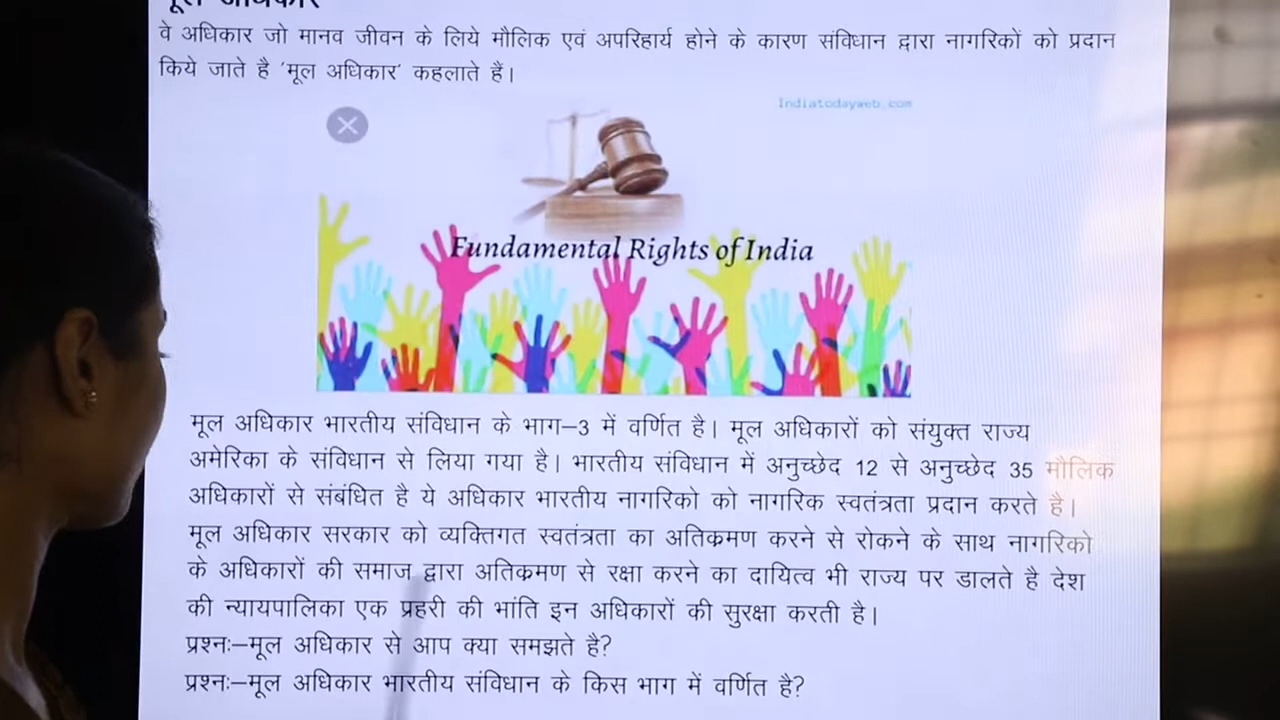 मूल अधिकार
वे अधिकार जो मानव जीवन के लिये मौलिक एवं अपरिहार्य होने के कारण संविधान द्वारा नागरिकों को प्रदान
किये जाते है 'मूल अधिकार' कहलाते हैं।
Indiatodayweb.com
Fundamental Rights of India
मूल अधिकार भारतीय संविधान के भाग–3 में वर्णित है। मूल अधिकारों को संयुक्त राज्य
अमेरिका के संविधान से लिया गया है। भारतीय संविधान में अनुच्छेद 12 से अनुच्छेद 35 मौलिक
अधिकारों से संबंधित है ये अधिकार भारतीय नागरिको को नागरिक स्वतंत्रता प्रदान करते है।
मूल अधिकार सरकार को व्यक्तिगत स्वतंत्रता का अतिक्रमण करने से रोकने के साथ नागरिको
के अधिकारों की समाज द्वारा अतिक्रमण से रक्षा करने का दायित्व भी राज्य पर डालते है देश
की न्यायपालिका एक प्रहरी की भांति इन अधिकारों की सुरक्षा करती है।
प्रश्नः–मूल अधिकार से आप क्या समझते है?
प्रश्नः–मूल अधिकार भारतीय संविधान के किस भाग में वर्णित है?